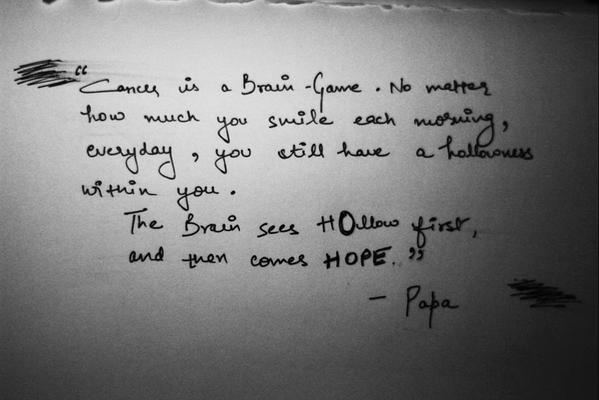 “Cancer is a Brain-Game. No matter
how much you smile each morning,
everyday, you still have a hollowness
within you.
The Brain sees HOllow first,
and then comes HOPE.”
- Papa